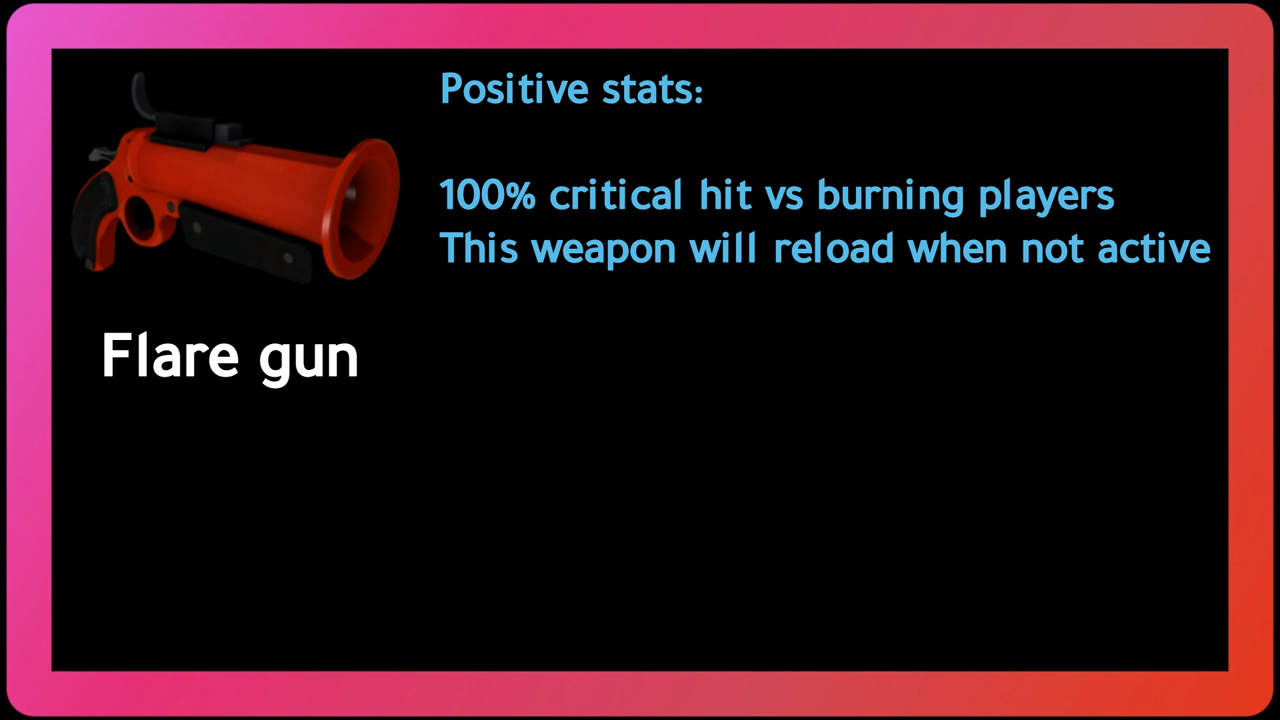 Positive stats:
100% critical hit vs burning players
This weapon will reload when not active
Flare gun